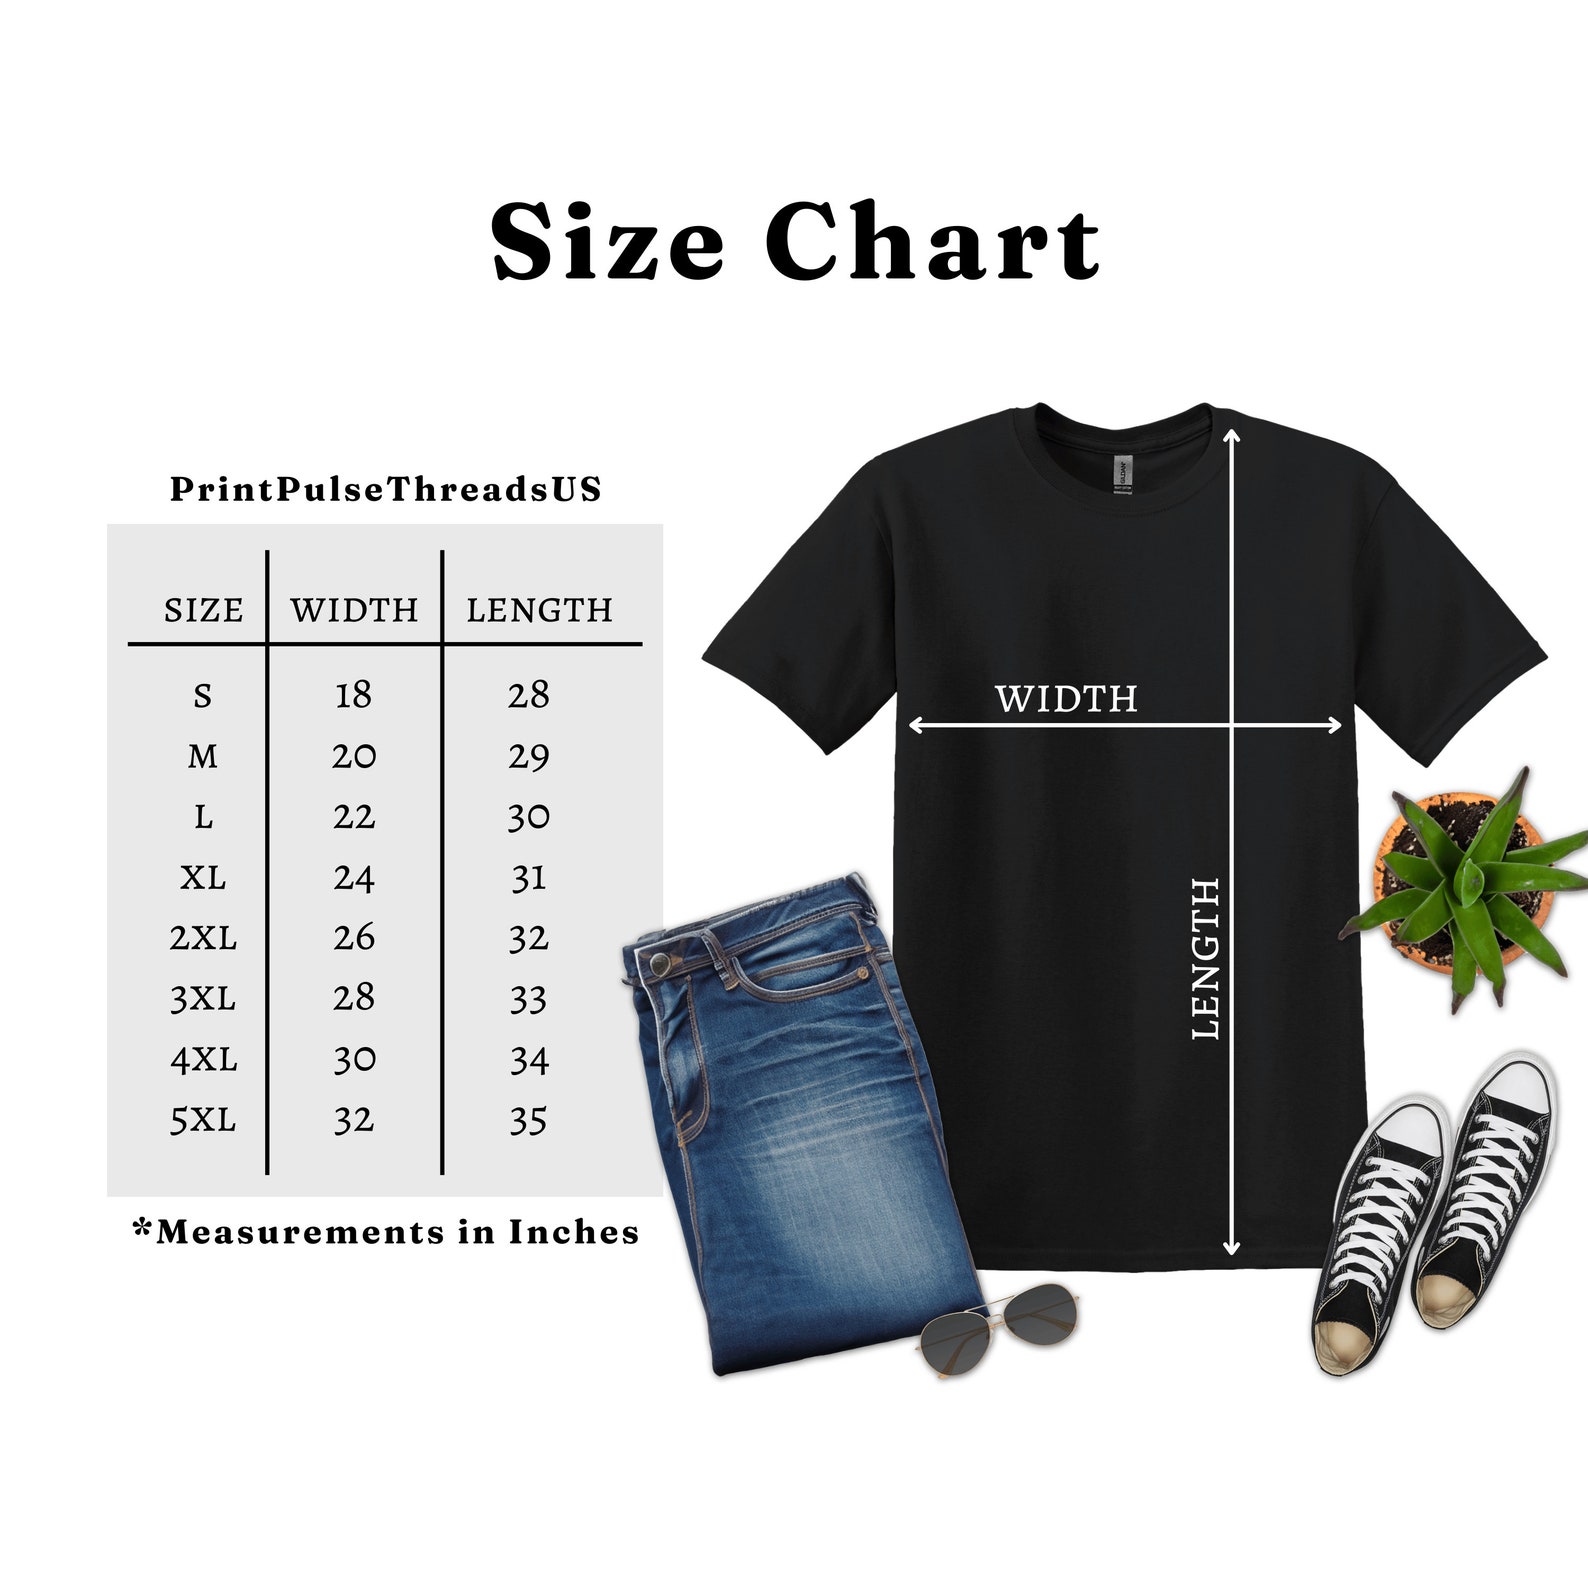 Size Chart
PrintPulseThreadsUS
SIZE WIDTH LENGTH
S 18 28
M 20 29
L 22 30
XL 24 31
2XL 26 32
3XL 28 33
4XL 30 34
5XL 32 35
*Measurements in Inches
GILDAN
WIDTH
LENGTH